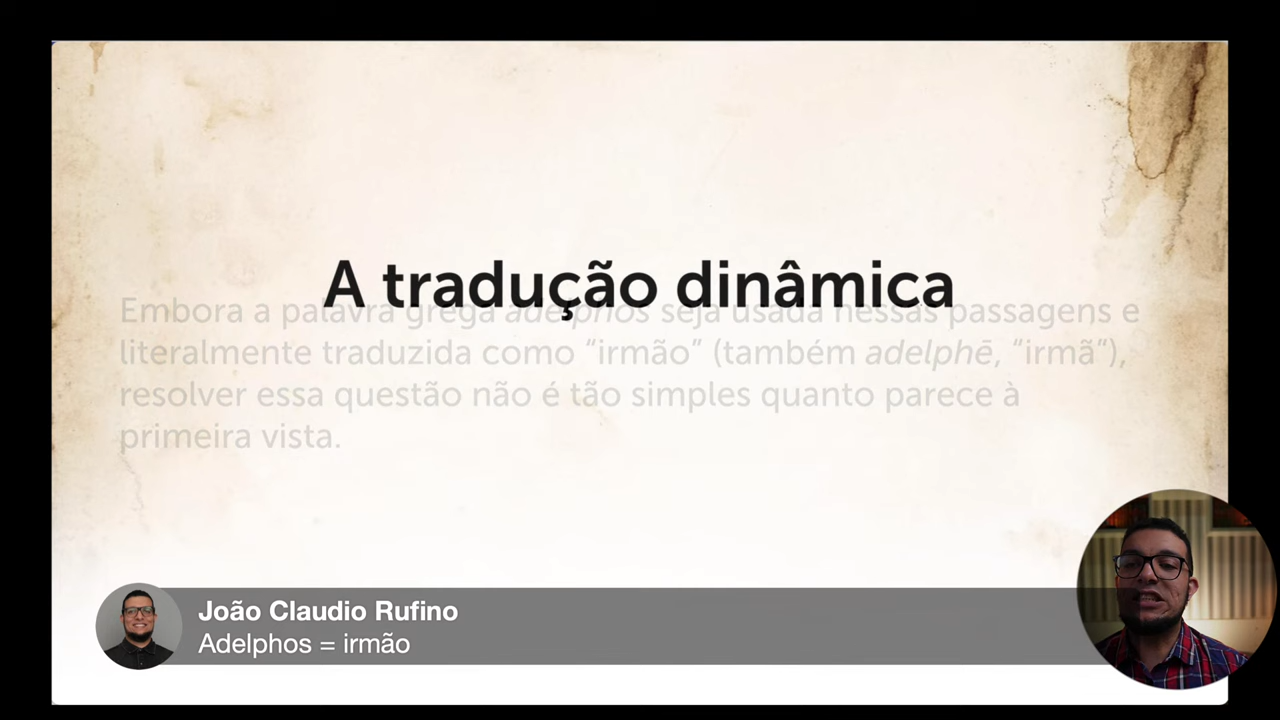 A tradução dinâmica
Embora a palavra grega adelphos seja usada nessas passagens e
literalmente traduzida como “irmão” (também adelphē, “irmã“),
resolver essa questão não é tão simples quanto parece à
primeira vista.
João Claudio Rufino
Adelphos = irmão